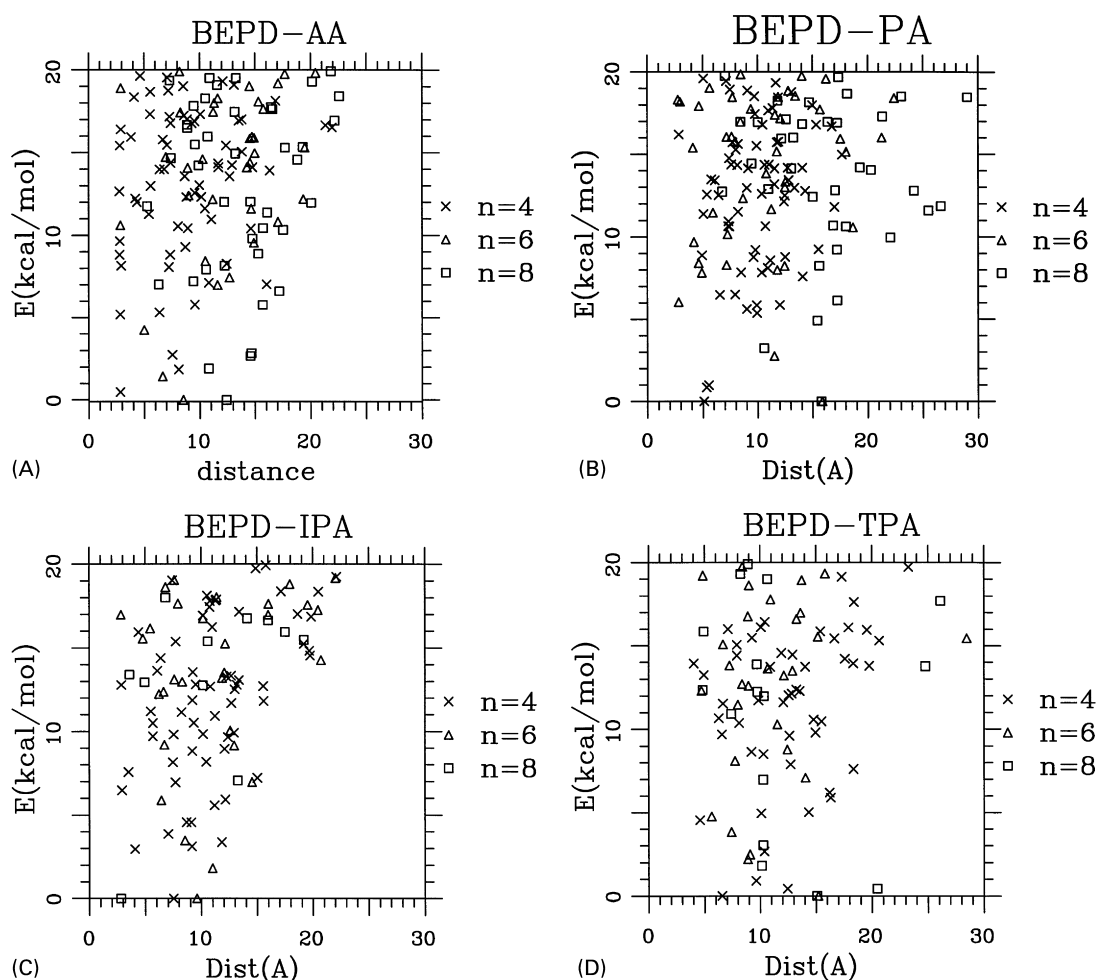 BEPD-AA
E(kcal/mol)
20
10
0
0 10 20 30
distance
× n=4
△ n=6
□ n=8
(A)
BEPD-PA
E(kcal/mol)
20
10
0
0 10 20 30
Dist(A)
× n=4
△ n=6
□ n=8
(B)
BEPD-IPA
E(kcal/mol)
20
10
0
0 10 20 30
Dist(A)
× n=4
△ n=6
□ n=8
(C)
BEPD-TPA
E(kcal/mol)
20
10
0
0 10 20 30
Dist(A)
× n=4
△ n=6
□ n=8
(D)